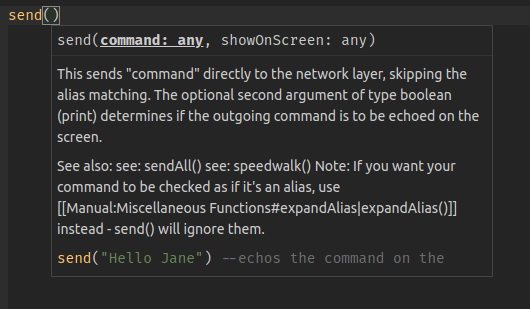 send()
send(command: any, showOnScreen: any)
This sends "command" directly to the network layer, skipping the
alias matching. The optional second argument of type boolean
(print) determines if the outgoing command is to be echoed on the
screen.
See also: see: sendAll() see: speedwalk() Note: If you want your
command to be checked as if it's an alias, use
[[Manual:Miscellaneous Functions#expandAlias|expandAlias()]]
instead - send() will ignore them.
send("Hello Jane") --echos the command on the